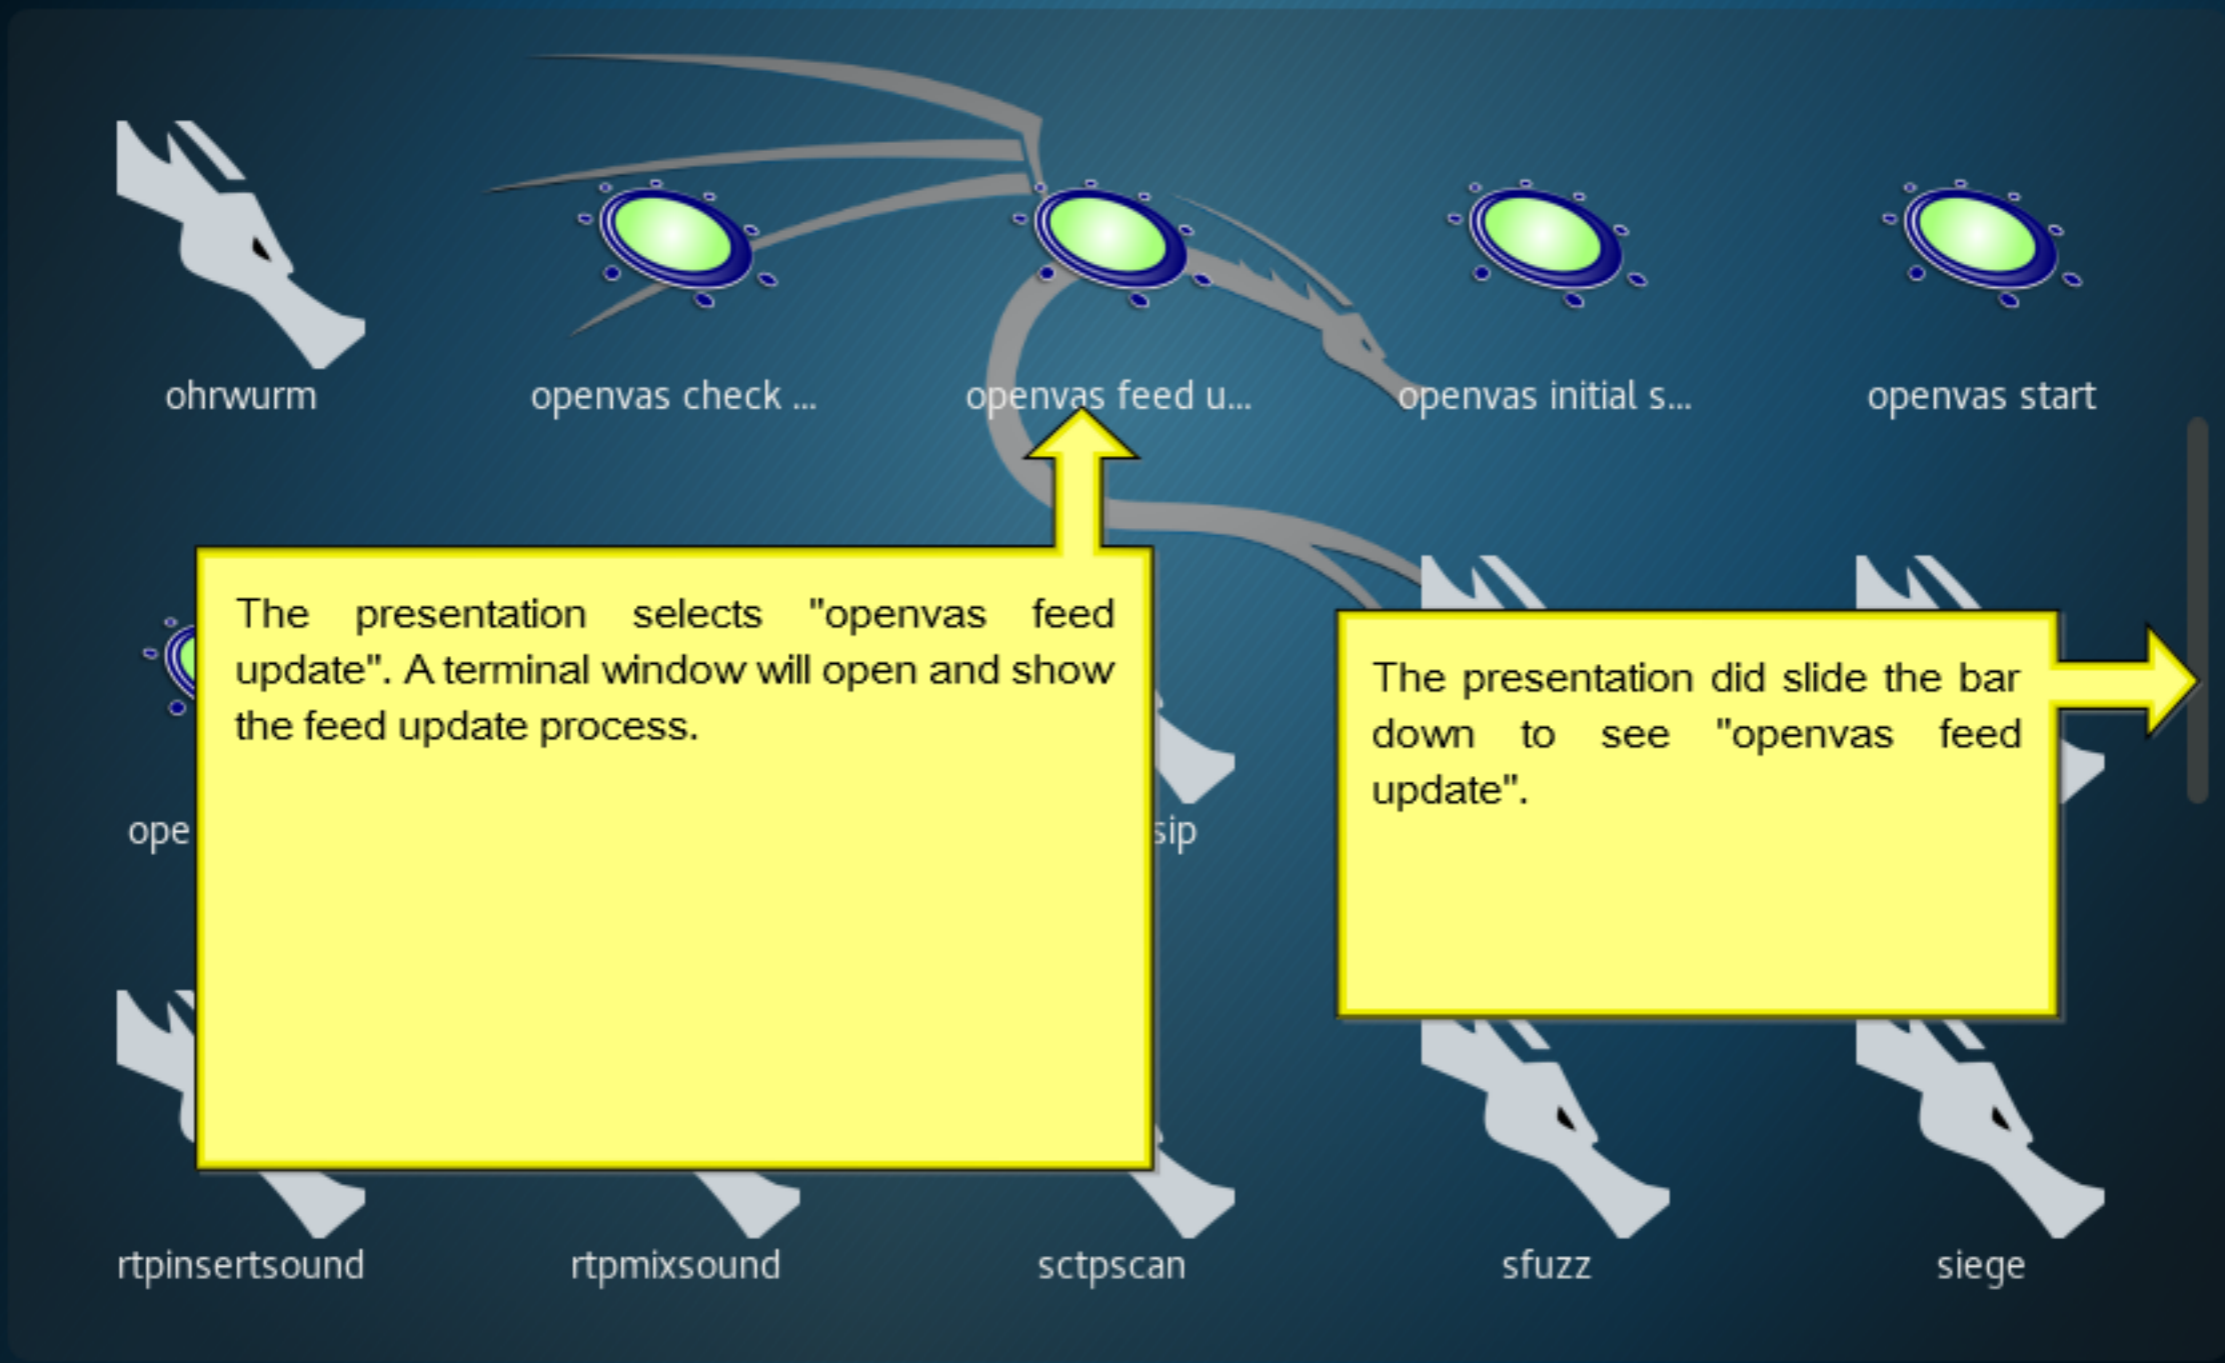 ohrwurm
openvas check ...
openvas feed u...
openvas initial s...
openvas start
The presentation selects "openvas feed
update". A terminal window will open and show
the feed update process.
The presentation did slide the bar
down to see "openvas feed
update".
ope
sip
rtpinsertsound
rtpmixsound
sctpscan
sfuzz
siege